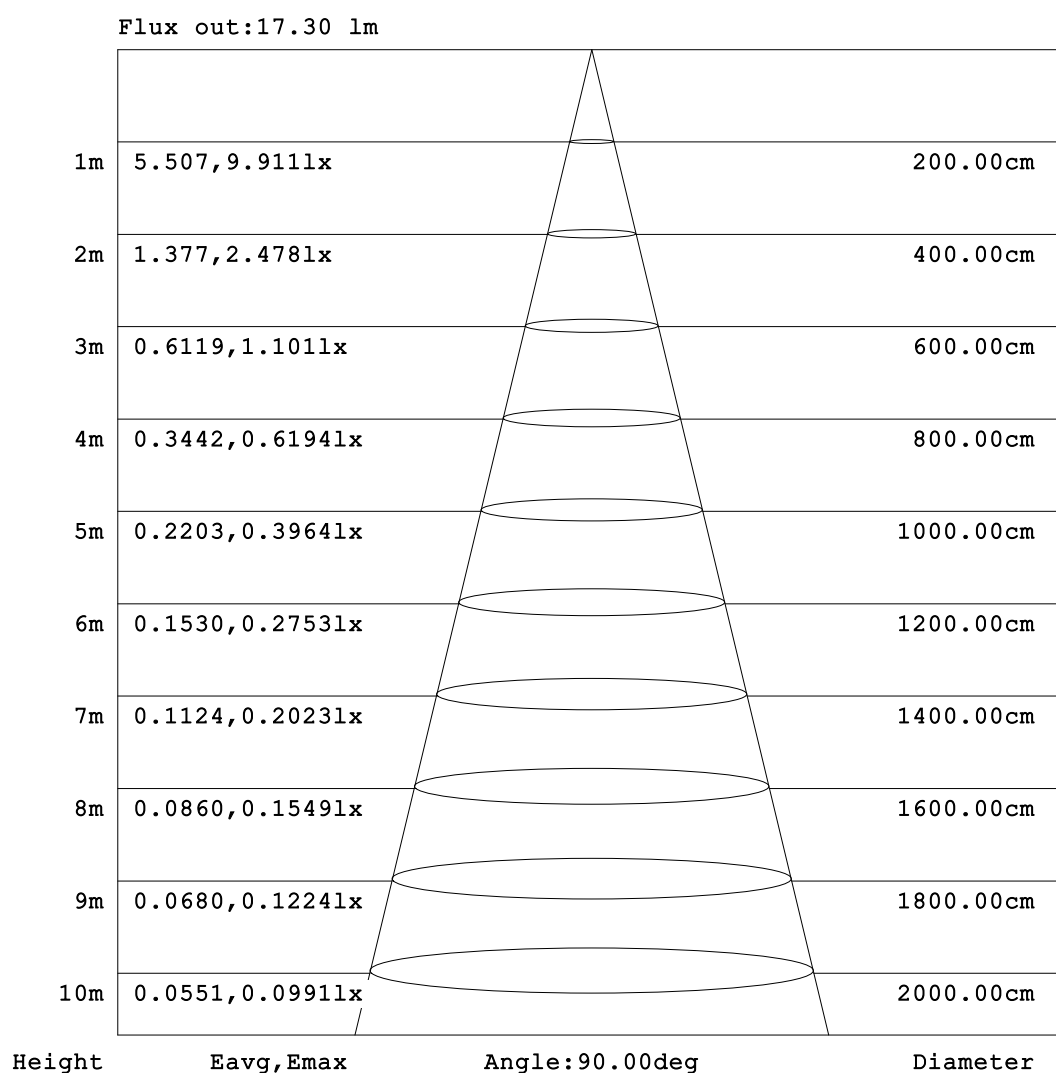 Flux out:17.30 lm
1m 5.507,9.911lx 200.00cm
2m 1.377,2.478lx 400.00cm
3m 0.6119,1.101lx 600.00cm
4m 0.3442,0.6194lx 800.00cm
5m 0.2203,0.3964lx 1000.00cm
6m 0.1530,0.2753lx 1200.00cm
7m 0.1124,0.2023lx 1400.00cm
8m 0.0860,0.1549lx 1600.00cm
9m 0.0680,0.1224lx 1800.00cm
10m 0.0551,0.0991lx 2000.00cm
Height Eavg,Emax Angle:90.00deg Diameter